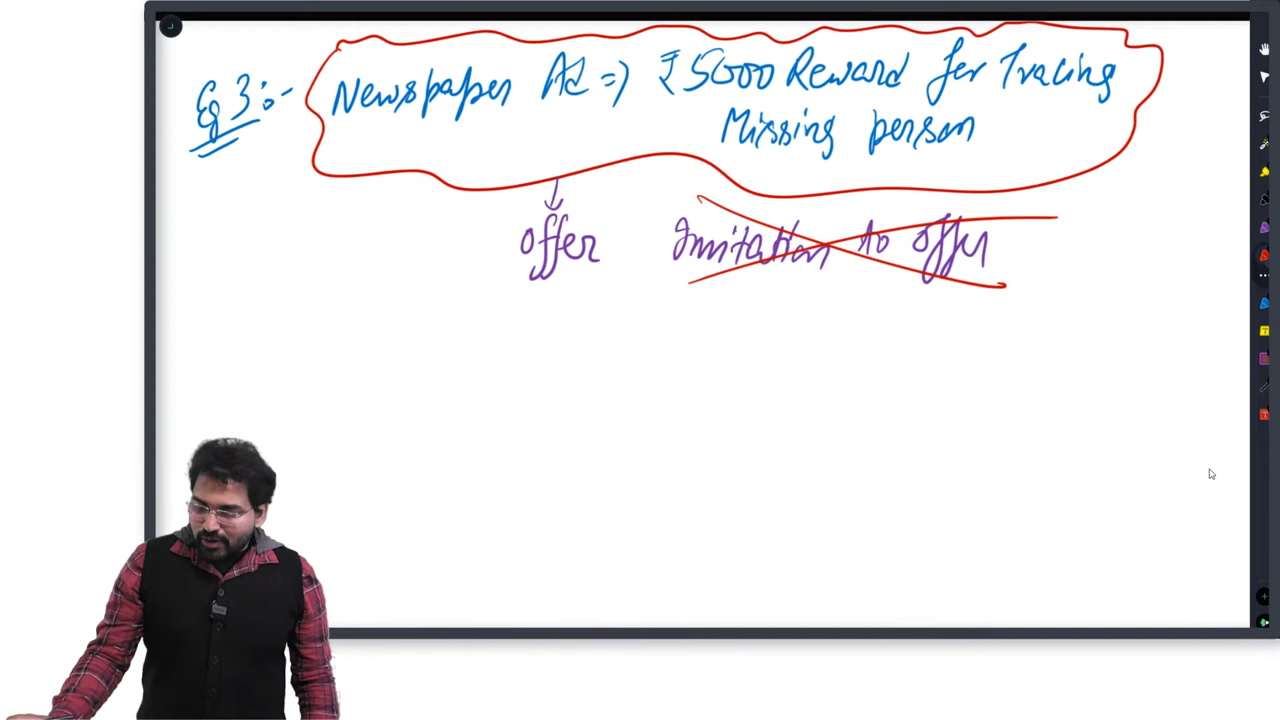 Eg 3:-
Newspaper Ad => ₹5000 Reward for Tracing
Missing person
Offer Invitation to offer